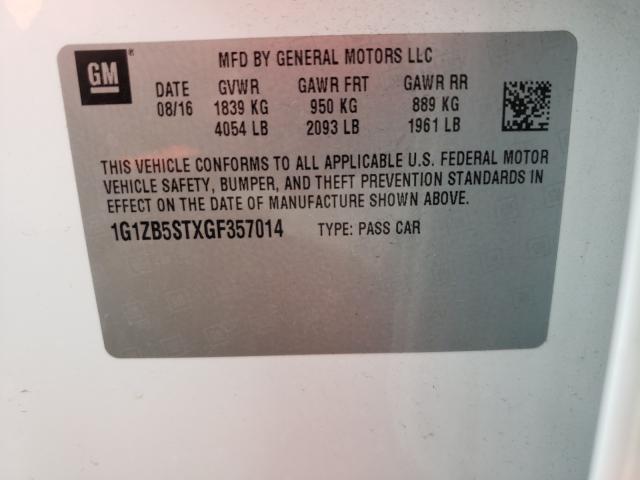 GM ®
MFD BY GENERAL MOTORS LLC
DATE GVWR GAWR FRT GAWR RR
08/16 1839 KG 950 KG 889 KG
4054 LB 2093 LB 1961 LB
THIS VEHICLE CONFORMS TO ALL APPLICABLE U.S. FEDERAL MOTOR
VEHICLE SAFETY, BUMPER, AND THEFT PREVENTION STANDARDS IN
EFFECT ON THE DATE OF MANUFACTURE SHOWN ABOVE.
1G1ZB5STXGF357014 TYPE: PASS CAR